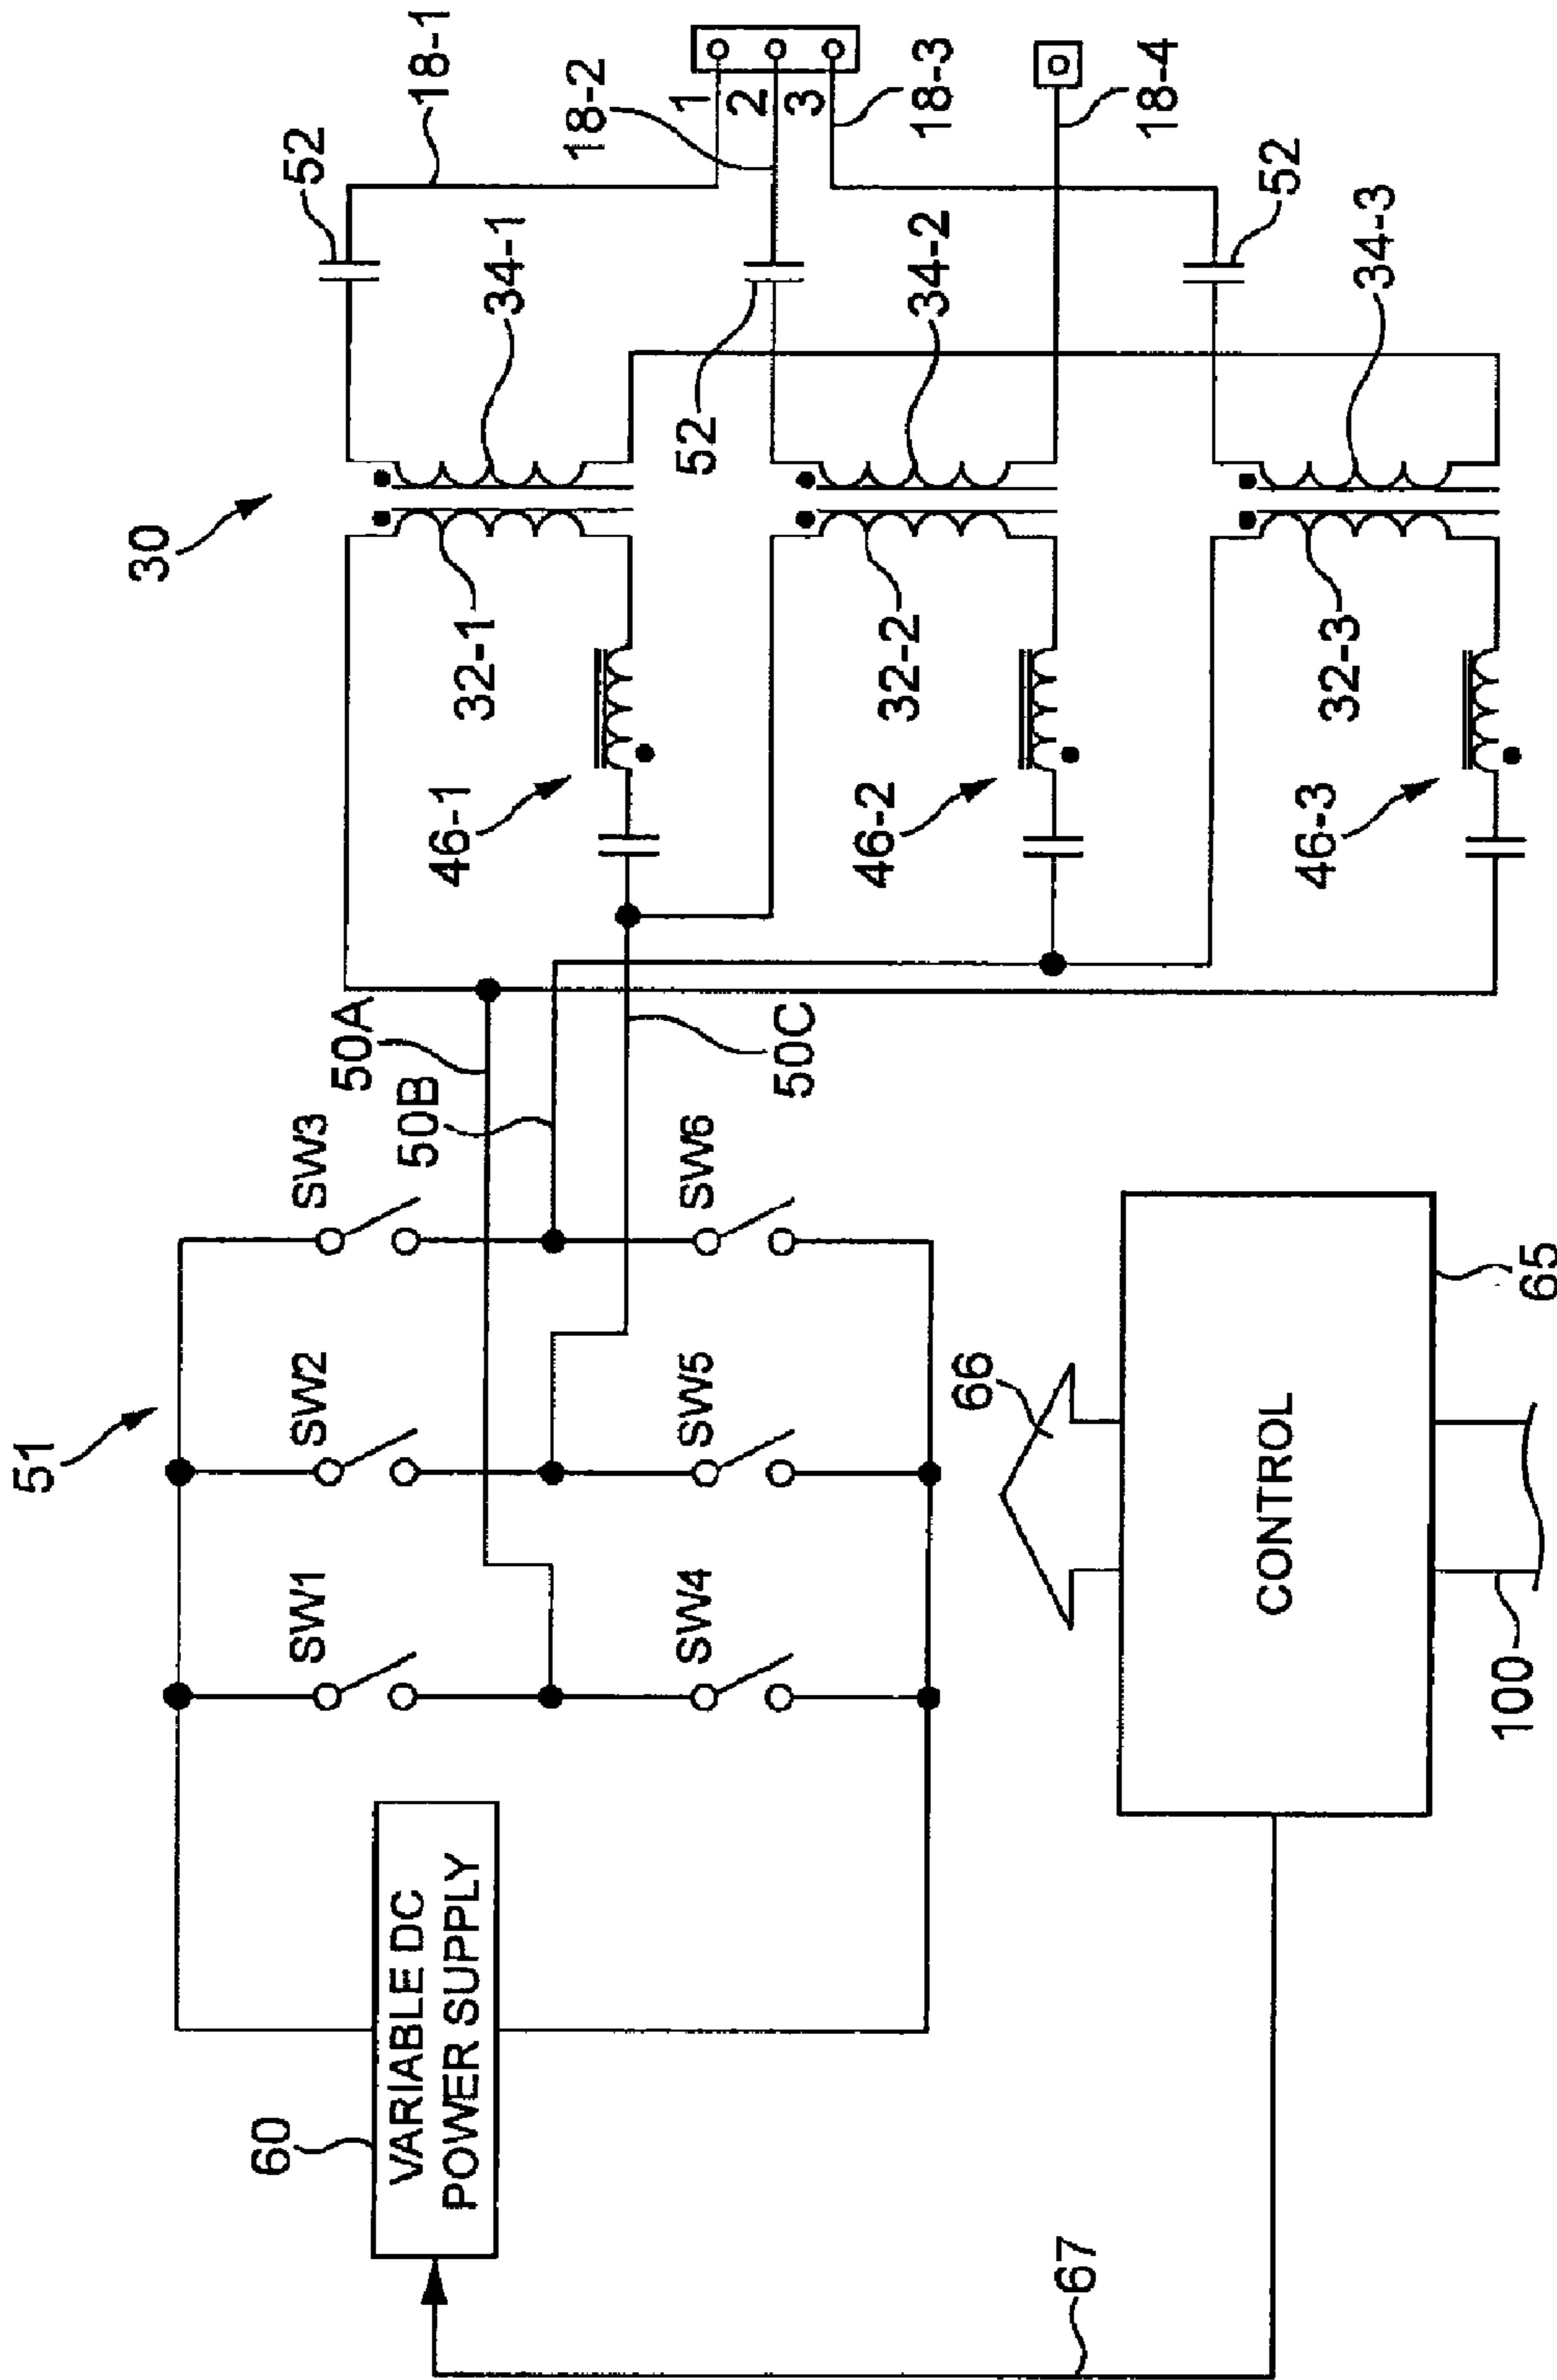 51
SW1
SW2
SW3
SW4
SW5
SW6
60
VARIABLE DC
POWER SUPPLY
67
CONTROL
65
66
100
50A
50B
50C
30
32-1
34-1
46-1
32-2
34-2
46-2
32-3
34-3
46-3
52
52
52
18-1
18-2
18-3
18-4
1
2
3